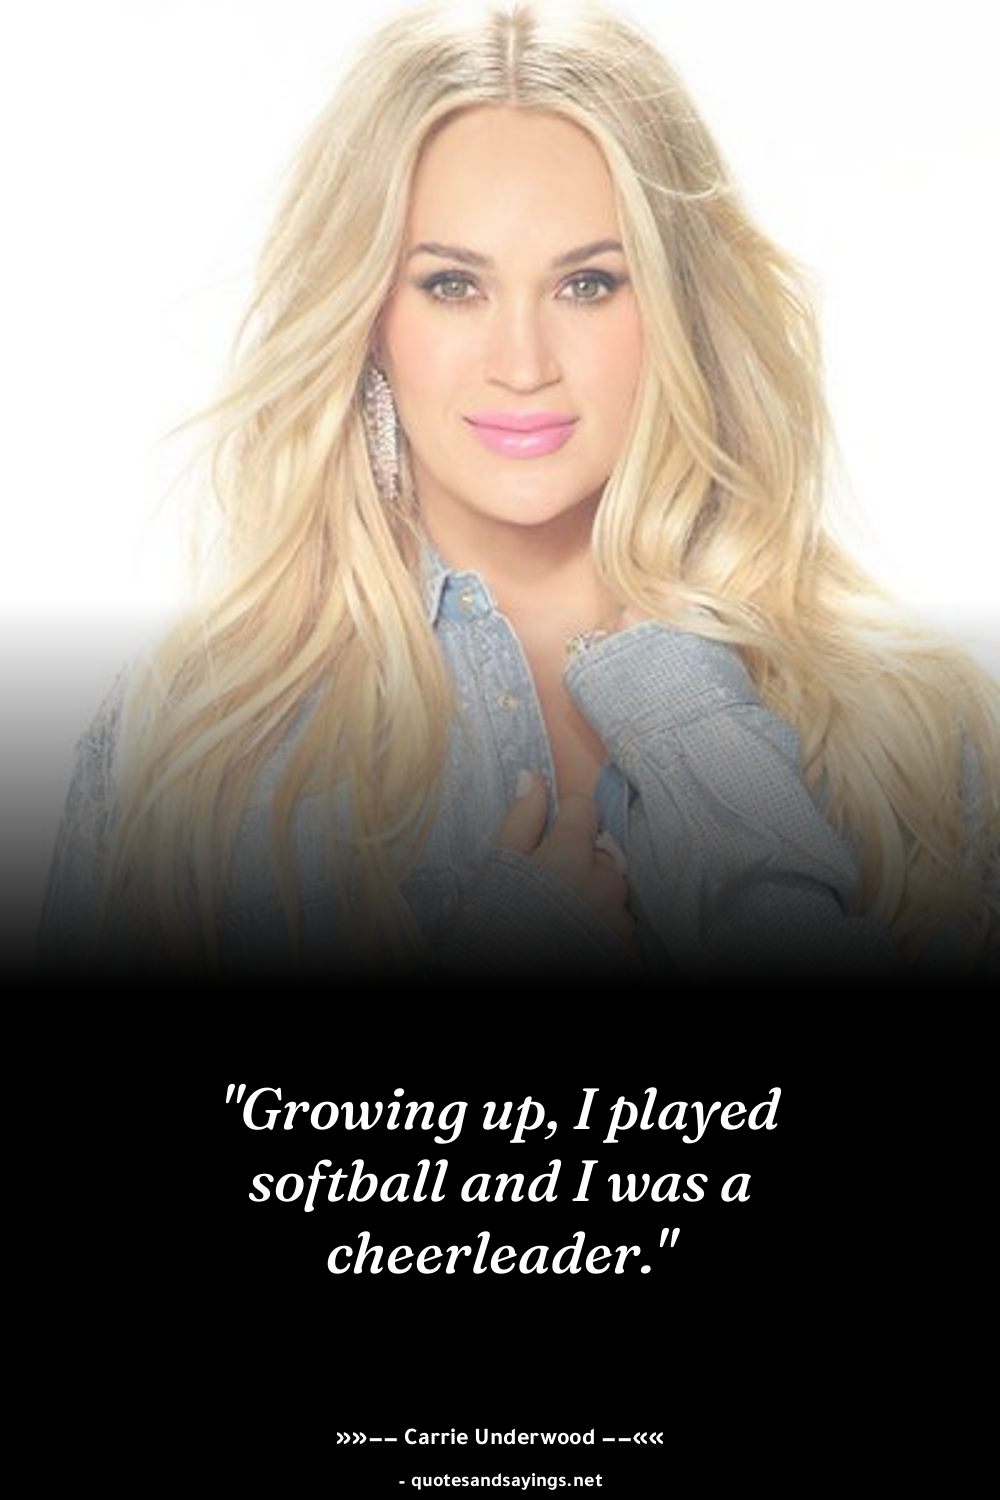 "Growing up, I played
softball and I was a
cheerleader."
»»−− Carrie Underwood −−««
- quotesandsayings.net